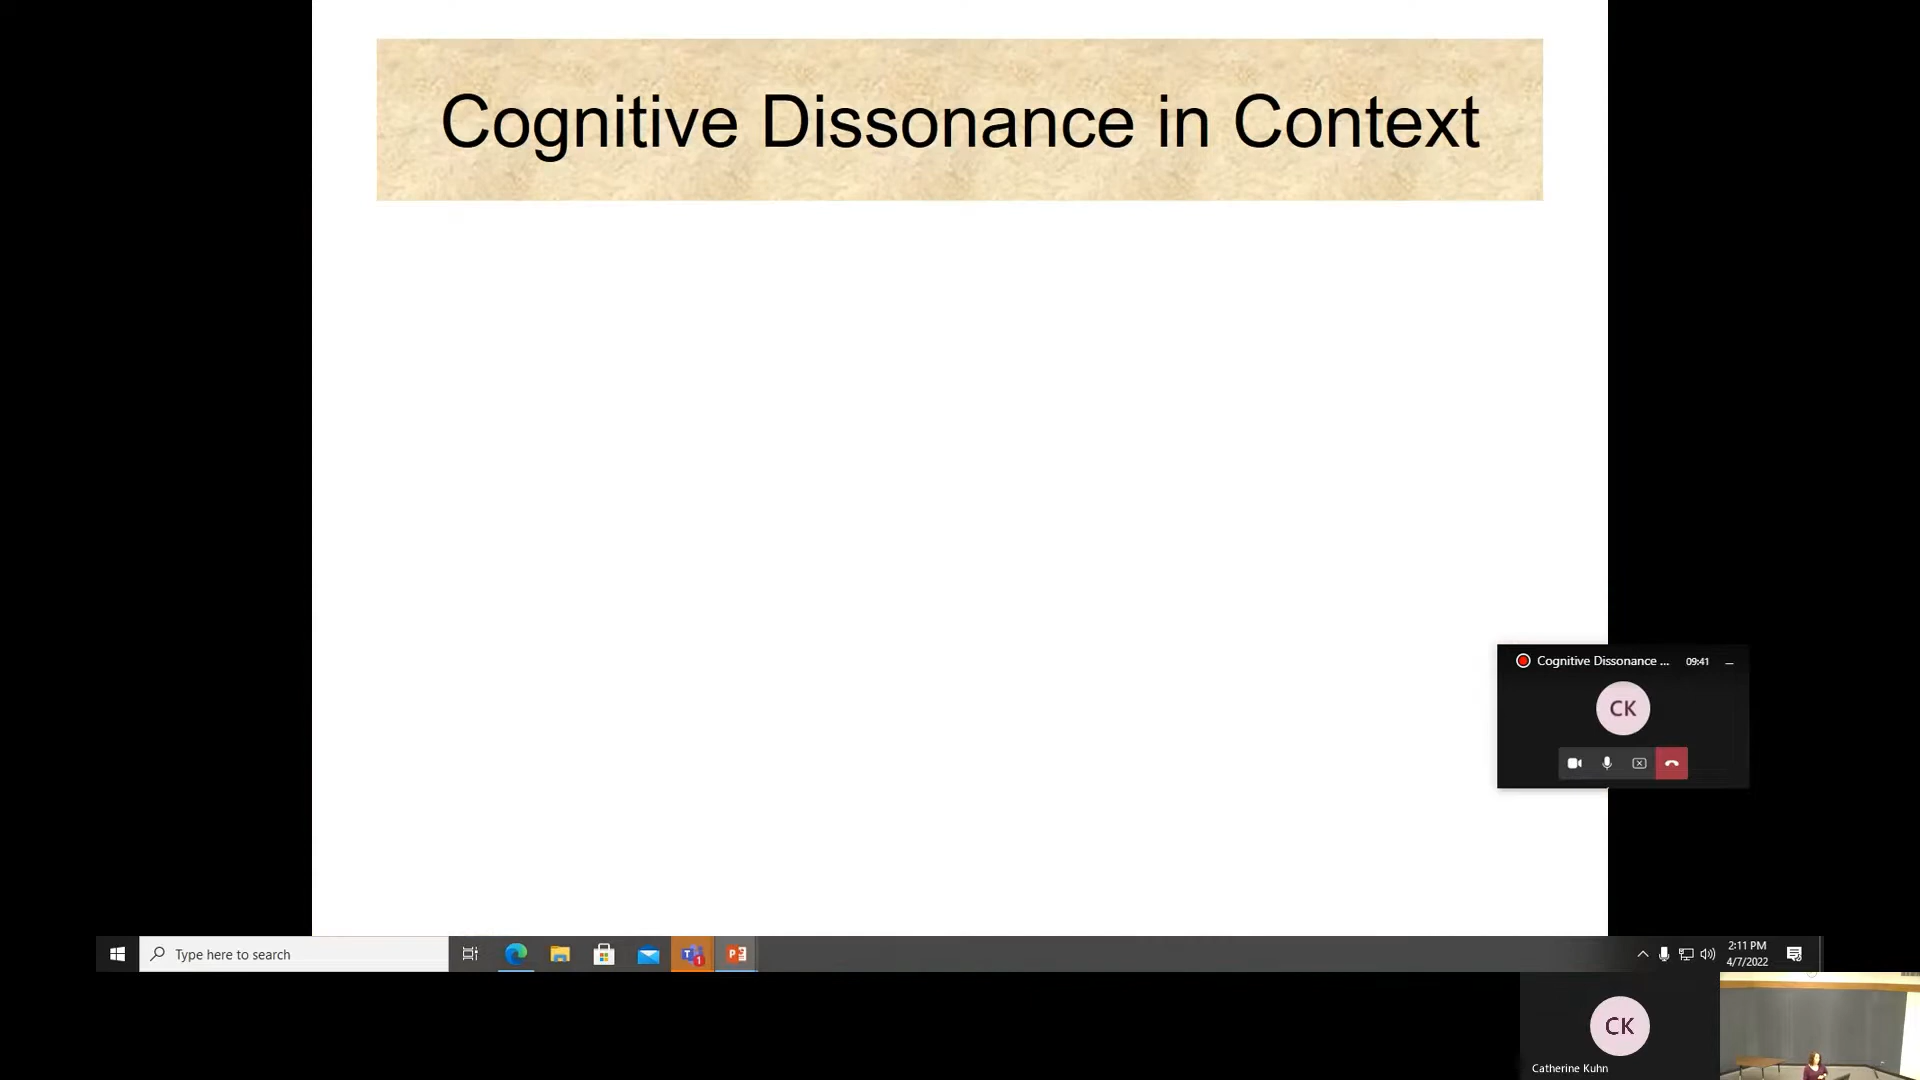 Cognitive Dissonance in Context
Cognitive Dissonance ...
09:41
CK
Type here to search
T
1
P
2:11 PM
4/7/2022
CK
Catherine Kuhn